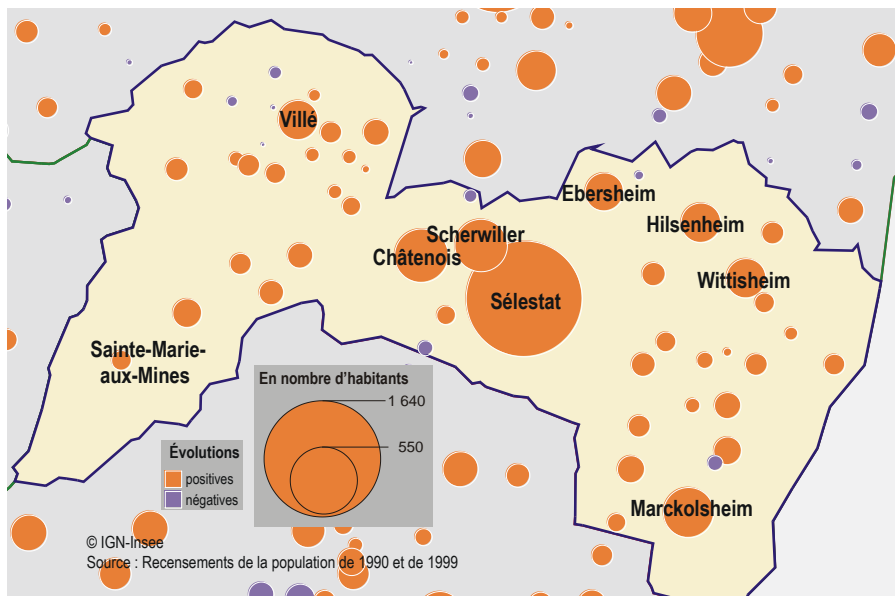 Villé
Ebersheim
Hilsenheim
Scherwiller
Châtenois
Wittisheim
Sélestat
Sainte-Marie-
aux-Mines
En nombre d'habitants
1 640
550
Évolutions
positives
négatives
Marckolsheim
© IGN-Insee
Source : Recensements de la population de 1990 et de 1999